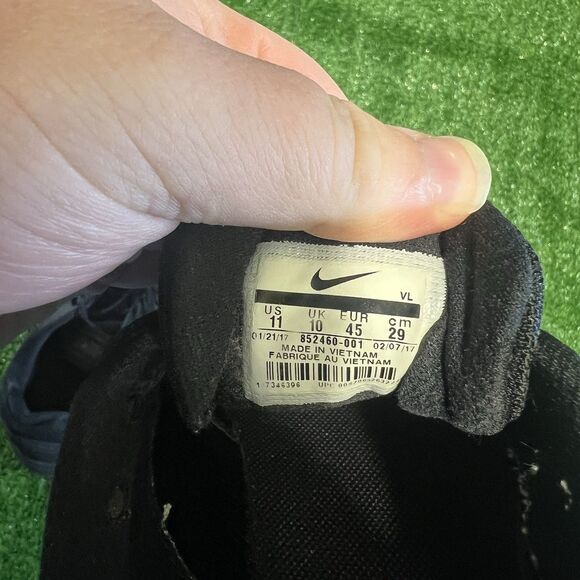 VL
US UK EUR cm
11 10 45 29
01/21/17 852460-001 02/07/17
MADE IN VIETNAM
FABRIQUE AU VIETNAM
UPC